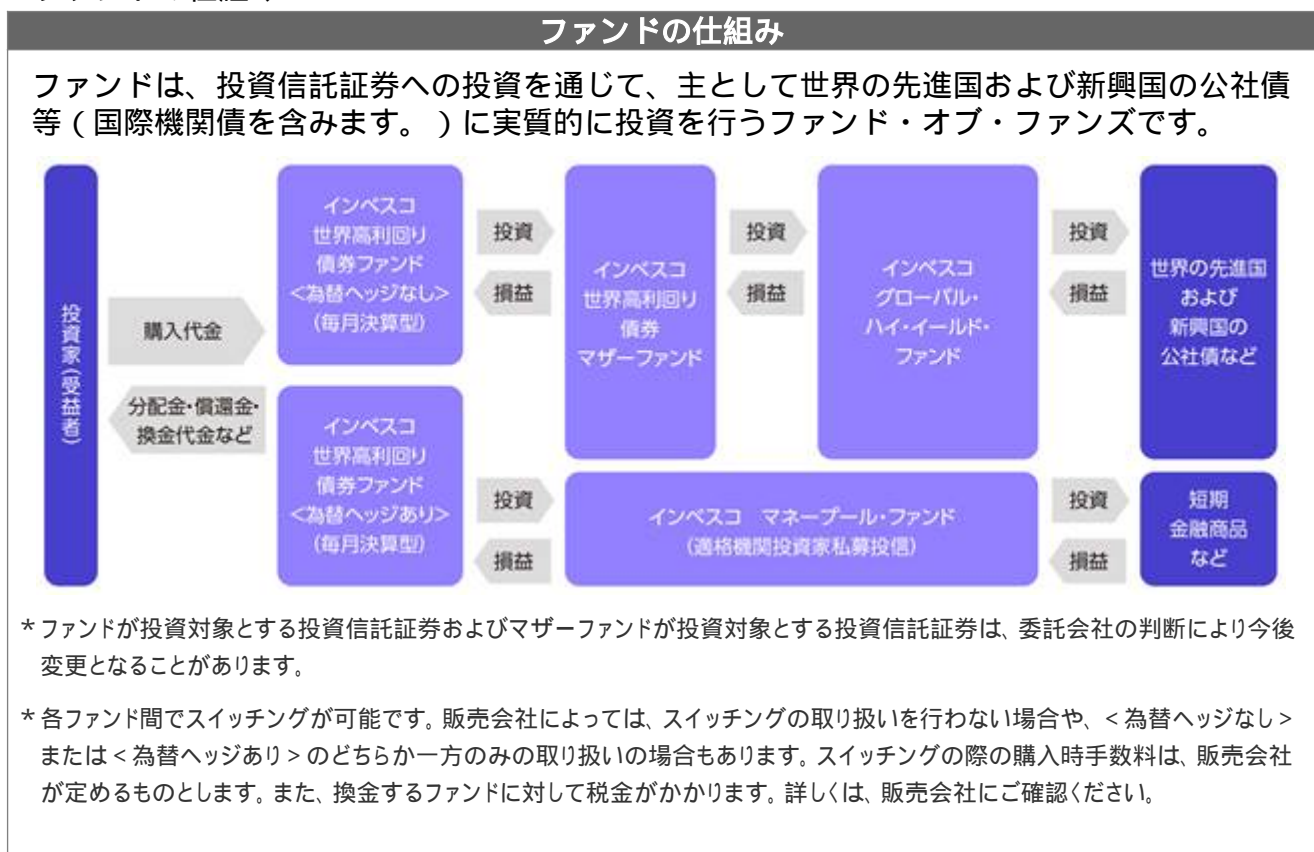 ファンドの仕組み
ファンドは、投資信託証券への投資を通じて、主として世界の先進国および新興国の公社債
等（国際機関債を含みます。）に実質的に投資を行うファンド・オブ・ファンズです。
投資家(受益者)
購入代金
分配金・償還金・
換金代金など
インベスコ
世界高利回り
債券ファンド
<為替ヘッジなし>
(毎月決算型)
インベスコ
世界高利回り
債券ファンド
<為替ヘッジあり>
(毎月決算型)
投資
損益
投資
損益
インベスコ
世界高利回り
債券
マザーファンド
投資
損益
インベスコ
グローバル・
ハイ・イールド・
ファンド
インベスコ マネープール・ファンド
(適格機関投資家私募投信)
投資
損益
投資
損益
世界の先進国
および
新興国の
公社債など
短期
金融商品
など
＊ファンドが投資対象とする投資信託証券およびマザーファンドが投資対象とする投資信託証券は、委託会社の判断により今後
変更となることがあります。
＊各ファンド間でスイッチングが可能です。販売会社によっては、スイッチングの取り扱いを行わない場合や、＜為替ヘッジなし＞
または＜為替ヘッジあり＞のどちらか一方のみの取り扱いの場合もあります。スイッチングの際の購入時手数料は、販売会社
が定めるものとします。また、換金するファンドに対して税金がかかります。詳しくは、販売会社にご確認ください。